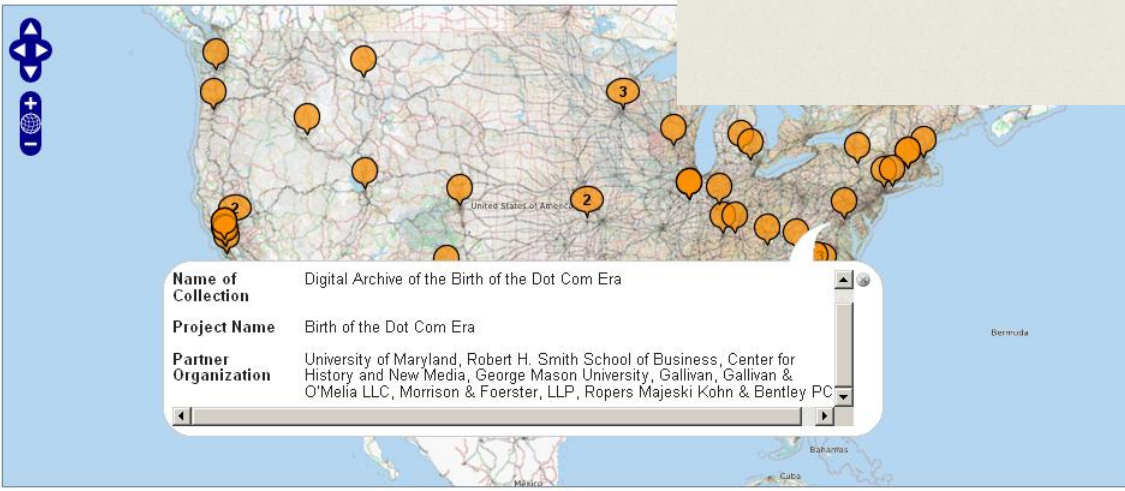 3
2
United States of America
2
3
Name of Collection
Digital Archive of the Birth of the Dot Com Era
Project Name
Birth of the Dot Com Era
Partner Organization
University of Maryland, Robert H. Smith School of Business, Center for
History and New Media, George Mason University, Gallivan, Gallivan &
O'Melia LLC, Morrison & Foerster, LLP, Ropers Majeski Kohn & Bentley PC
Bermuda
Bahamas
México
Cuba